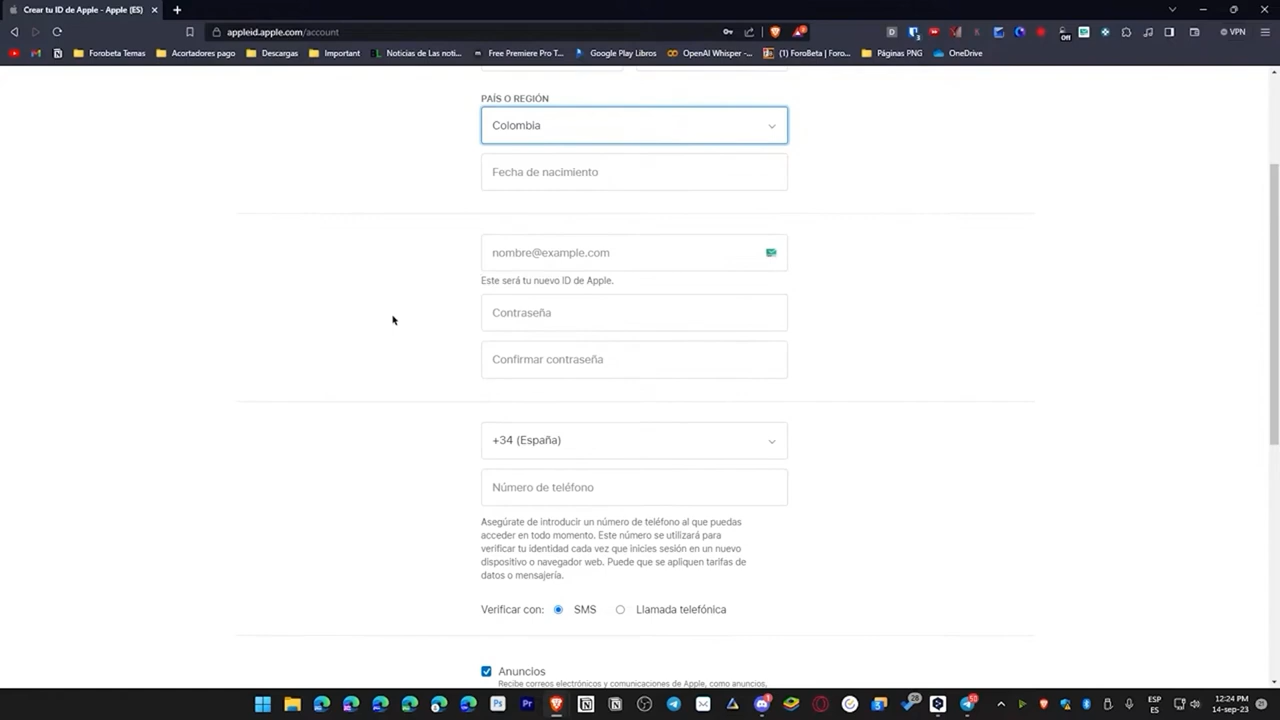 Crear tu ID de Apple - Apple (ES)
appleid.apple.com/account
VPN
Forobeta Temas
Acortadores pago
Descargas
Important
Noticias de Las noti...
Free Premiere Pro T...
Google Play Libros
OpenAI Whisper -...
(1) ForoBeta | Foro...
Páginas PNG
OneDrive
PAÍS O REGIÓN
Colombia
Fecha de nacimiento
nombre@example.com
Este será tu nuevo ID de Apple.
Contraseña
Confirmar contraseña
+34 (España)
Número de teléfono
Asegúrate de introducir un número de teléfono al que puedas
acceder en todo momento. Este número se utilizará para
verificar tu identidad cada vez que inicies sesión en un nuevo
dispositivo o navegador web. Puede que se apliquen tarifas de
datos o mensajería.
Verificar con: SMS Llamada telefónica
Anuncios
Recibe correos electrónicos y comunicaciones de Apple, como anuncios,
ESP
ES
12:24 PM
14-sep-23